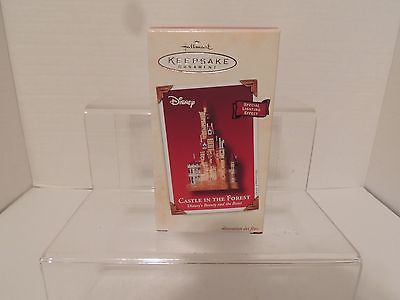 Hallmark
KEEPSAKE
ORNAMENT
Disney
SPECIAL
LIGHTING
EFFECT
CASTLE IN THE FOREST
Disney's Beauty and the Beast